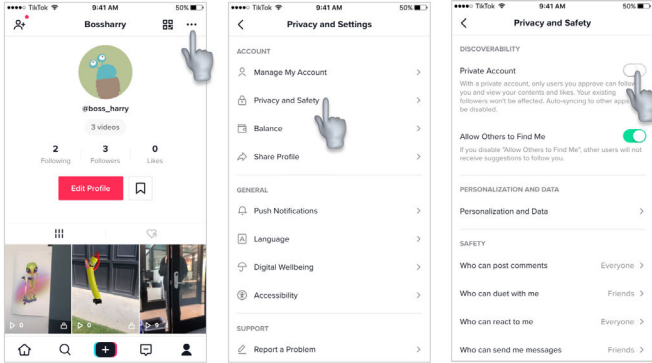 TikTok 9:41 AM 50%
Bossharry
@boss_harry
3 videos
2 3 0
Following Followers Likes
Edit Profile
0 0 9
TikTok 9:41 AM 50%
Privacy and Settings
ACCOUNT
Manage My Account
Privacy and Safety
Balance
Share Profile
GENERAL
Push Notifications
Language
Digital Wellbeing
Accessibility
SUPPORT
Report a Problem
TikTok 9:41 AM 50%
Privacy and Safety
DISCOVERABILITY
Private Account
With a private account, only users you approve can follow
you and view your contents and likes. Your existing
followers won't be affected. Auto-syncing to other apps
be disabled.
Allow Others to Find Me
If you disable "Allow Others to Find Me", other users will not
receive suggestions to follow you.
PERSONALIZATION AND DATA
Personalization and Data
SAFETY
Who can post comments Everyone
Who can duet with me Friends
Who can react to me Everyone
Who can send me messages Friends